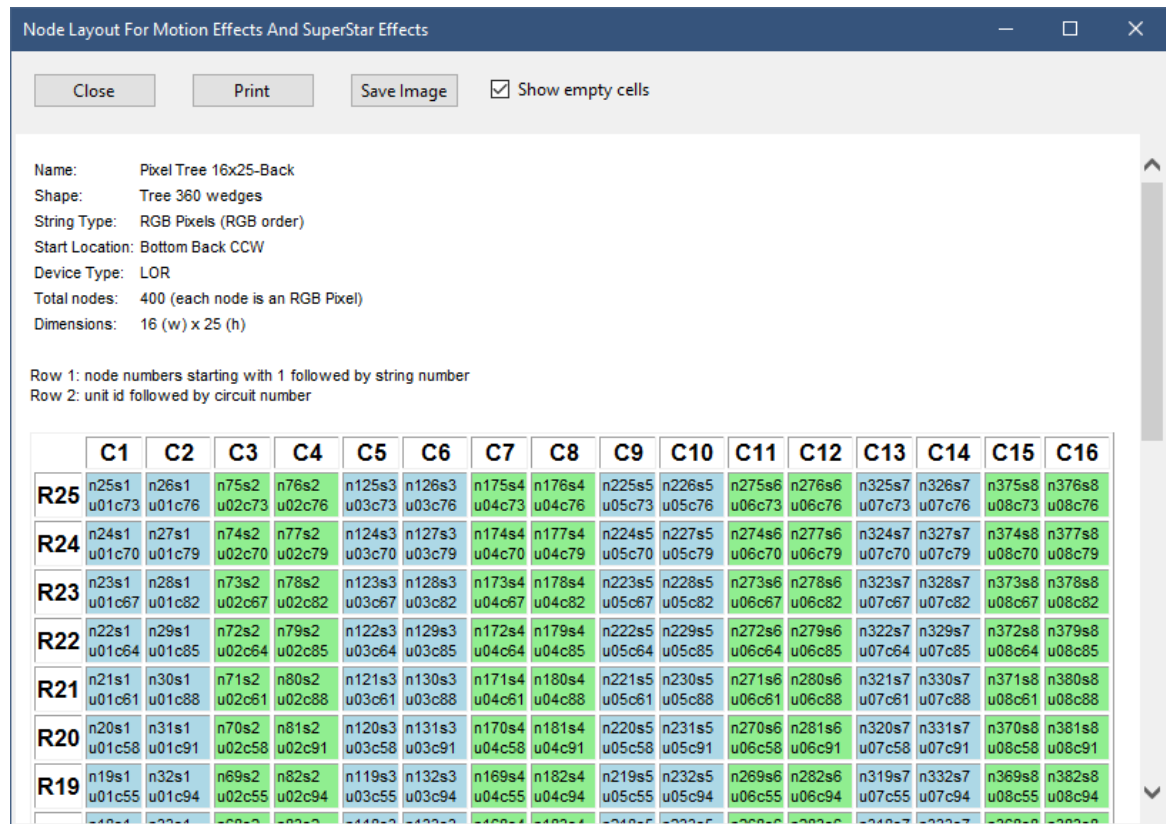 Node Layout For Motion Effects And SuperStar Effects
Close Print Save Image Show empty cells
Name: Pixel Tree 16x25-Back
Shape: Tree 360 wedges
String Type: RGB Pixels (RGB order)
Start Location: Bottom Back CCW
Device Type: LOR
Total nodes: 400 (each node is an RGB Pixel)
Dimensions: 16 (w) x 25 (h)
Row 1: node numbers starting with 1 followed by string number
Row 2: unit id followed by circuit number
C1 C2 C3 C4 C5 C6 C7 C8 C9 C10 C11 C12 C13 C14 C15 C16
R25 n25s1 n26s1 n75s2 n76s2 n125s3 n126s3 n175s4 n176s4 n225s5 n226s5 n275s6 n276s6 n325s7 n326s7 n375s8 n376s8
u01c73 u01c76 u02c73 u02c76 u03c73 u03c76 u04c73 u04c76 u05c73 u05c76 u06c73 u06c76 u07c73 u07c76 u08c73 u08c76
R24 n24s1 n27s1 n74s2 n77s2 n124s3 n127s3 n174s4 n177s4 n224s5 n227s5 n274s6 n277s6 n324s7 n327s7 n374s8 n377s8
u01c70 u01c79 u02c70 u02c79 u03c70 u03c79 u04c70 u04c79 u05c70 u05c79 u06c70 u06c79 u07c70 u07c79 u08c70 u08c79
R23 n23s1 n28s1 n73s2 n78s2 n123s3 n128s3 n173s4 n178s4 n223s5 n228s5 n273s6 n278s6 n323s7 n328s7 n373s8 n378s8
u01c67 u01c82 u02c67 u02c82 u03c67 u03c82 u04c67 u04c82 u05c67 u05c82 u06c67 u06c82 u07c67 u07c82 u08c67 u08c82
R22 n22s1 n29s1 n72s2 n79s2 n122s3 n129s3 n172s4 n179s4 n222s5 n229s5 n272s6 n279s6 n322s7 n329s7 n372s8 n379s8
u01c64 u01c85 u02c64 u02c85 u03c64 u03c85 u04c64 u04c85 u05c64 u05c85 u06c64 u06c85 u07c64 u07c85 u08c64 u08c85
R21 n21s1 n30s1 n71s2 n80s2 n121s3 n130s3 n171s4 n180s4 n221s5 n230s5 n271s6 n280s6 n321s7 n330s7 n371s8 n380s8
u01c61 u01c88 u02c61 u02c88 u03c61 u03c88 u04c61 u04c88 u05c61 u05c88 u06c61 u06c88 u07c61 u07c88 u08c61 u08c88
R20 n20s1 n31s1 n70s2 n81s2 n120s3 n131s3 n170s4 n181s4 n220s5 n231s5 n270s6 n281s6 n320s7 n331s7 n370s8 n381s8
u01c58 u01c91 u02c58 u02c91 u03c58 u03c91 u04c58 u04c91 u05c58 u05c91 u06c58 u06c91 u07c58 u07c91 u08c58 u08c91
R19 n19s1 n32s1 n69s2 n82s2 n119s3 n132s3 n169s4 n182s4 n219s5 n232s5 n269s6 n282s6 n319s7 n332s7 n369s8 n382s8
u01c55 u01c94 u02c55 u02c94 u03c55 u03c94 u04c55 u04c94 u05c55 u05c94 u06c55 u06c94 u07c55 u07c94 u08c55 u08c94